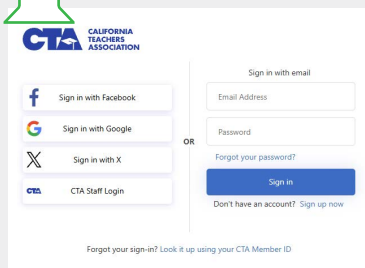 CTA
CALIFORNIA
TEACHERS
ASSOCIATION
Sign in with Facebook
Sign in with Google
Sign in with X
CTA
CTA Staff Login
OR
Sign in with email
Email Address
Password
Forgot your password?
Sign in
Don't have an account? Sign up now
Forgot your sign-in? Look it up using your CTA Member ID